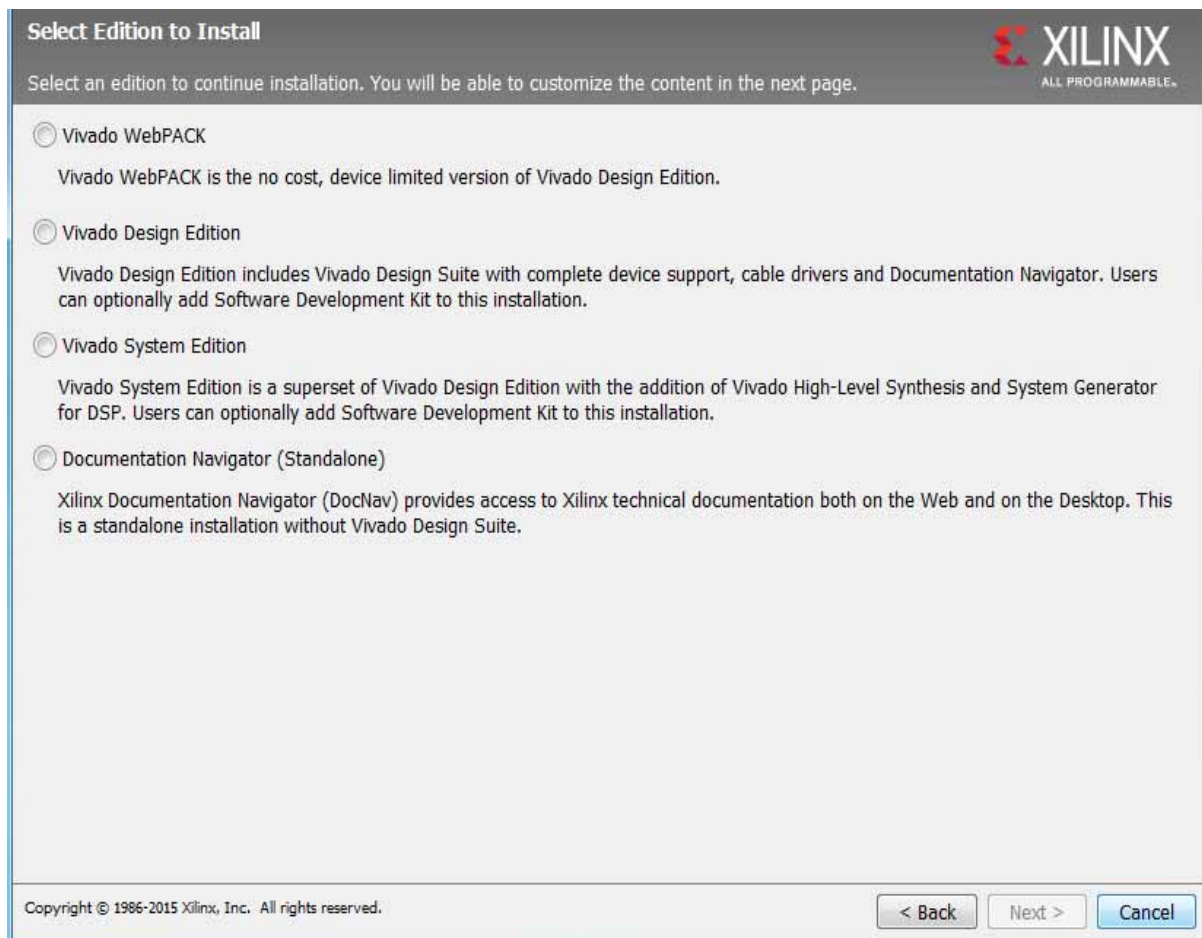 Select Edition to Install
XILINX
ALL PROGRAMMABLE.
Select an edition to continue installation. You will be able to customize the content in the next page.
Vivado WebPACK
Vivado WebPACK is the no cost, device limited version of Vivado Design Edition.
Vivado Design Edition
Vivado Design Edition includes Vivado Design Suite with complete device support, cable drivers and Documentation Navigator. Users
can optionally add Software Development Kit to this installation.
Vivado System Edition
Vivado System Edition is a superset of Vivado Design Edition with the addition of Vivado High-Level Synthesis and System Generator
for DSP. Users can optionally add Software Development Kit to this installation.
Documentation Navigator (Standalone)
Xilinx Documentation Navigator (DocNav) provides access to Xilinx technical documentation both on the Web and on the Desktop. This
is a standalone installation without Vivado Design Suite.
Copyright © 1986-2015 Xilinx, Inc. All rights reserved.
< Back Next > Cancel